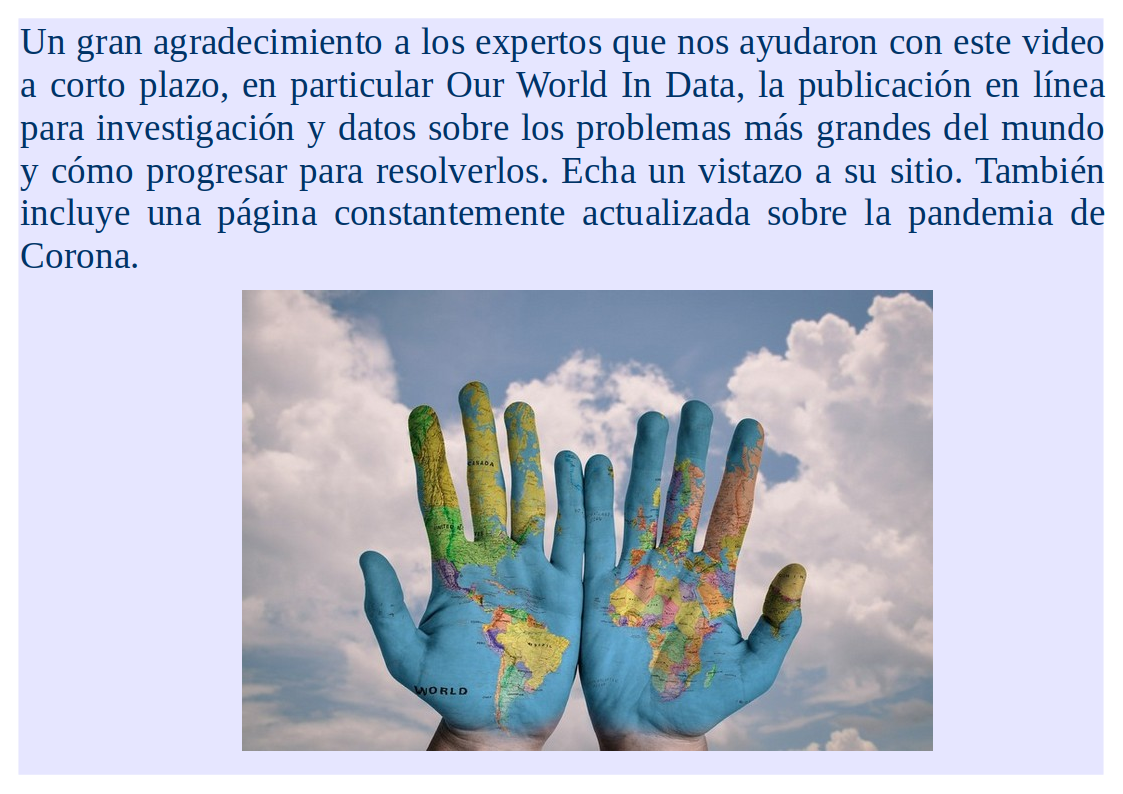 Un gran agradecimiento a los expertos que nos ayudaron con este video
a corto plazo, en particular Our World In Data, la publicación en línea
para investigación y datos sobre los problemas más grandes del mundo
y cómo progresar para resolverlos. Echa un vistazo a su sitio. También
incluye una página constantemente actualizada sobre la pandemia de
Corona.
CANADA
BRAZIL
WORLD